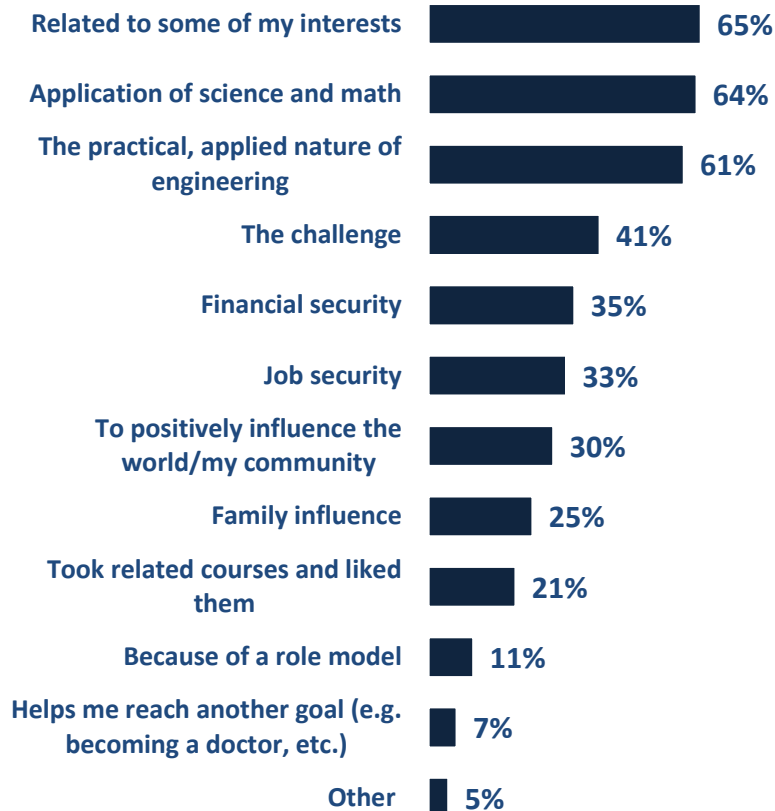 Related to some of my interests 65%
Application of science and math 64%
The practical, applied nature of
engineering 61%
The challenge 41%
Financial security 35%
Job security 33%
To positively influence the
world/my community 30%
Family influence 25%
Took related courses and liked
them 21%
Because of a role model 11%
Helps me reach another goal (e.g.
becoming a doctor, etc.) 7%
Other 5%